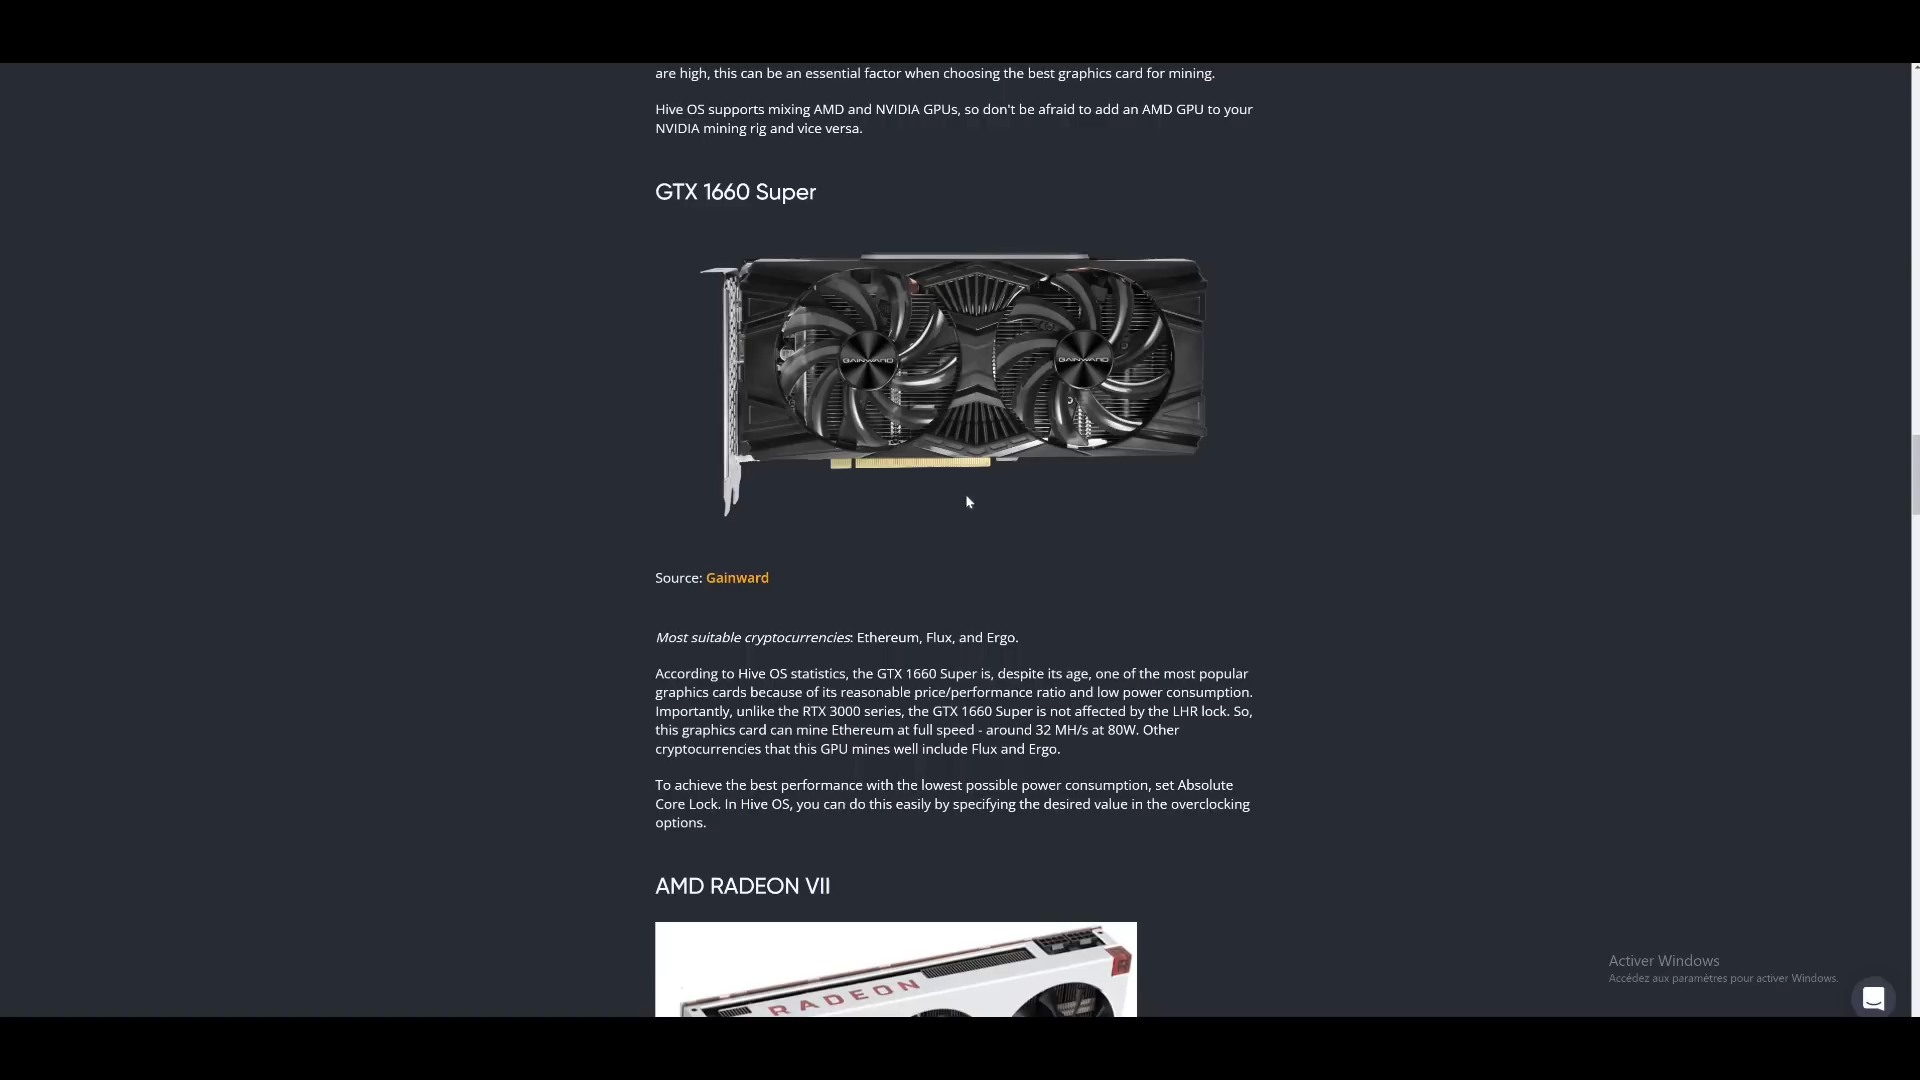 are high, this can be an essential factor when choosing the best graphics card for mining.
Hive OS supports mixing AMD and NVIDIA GPUs, so don't be afraid to add an AMD GPU to your
NVIDIA mining rig and vice versa.
GTX 1660 Super
GAINWARD
GAINWARD
Source: Gainward
Most suitable cryptocurrencies: Ethereum, Flux, and Ergo.
According to Hive OS statistics, the GTX 1660 Super is, despite its age, one of the most popular
graphics cards because of its reasonable price/performance ratio and low power consumption.
Importantly, unlike the RTX 3000 series, the GTX 1660 Super is not affected by the LHR lock. So,
this graphics card can mine Ethereum at full speed - around 32 MH/s at 80W. Other
cryptocurrencies that this GPU mines well include Flux and Ergo.
To achieve the best performance with the lowest possible power consumption, set Absolute
Core Lock. In Hive OS, you can do this easily by specifying the desired value in the overclocking
options.
AMD RADEON VII
RADEON
Activer Windows
Accédez aux paramètres pour activer Windows.